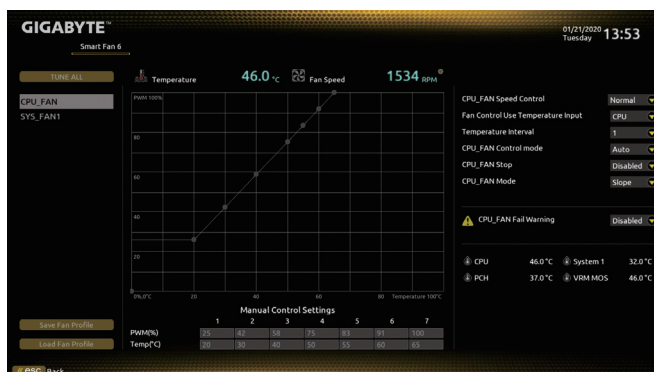 GIGABYTE™
01/21/2020
Tuesday
13:53
Smart Fan 6
TUNE ALL
Temperature 46.0 °C Fan Speed 1534 RPM
CPU_FAN
SYS_FAN1
PWM 100%
80
60
40
20
0%,0°C 20 40 60 80 Temperature 100°C
CPU_FAN Speed Control Normal
Fan Control Use Temperature Input CPU
Temperature Interval 1
CPU_FAN Control mode Auto
CPU_FAN Stop Disabled
CPU_FAN Mode Slope
CPU_FAN Fail Warning Disabled
CPU 46.0°C System 1 32.0°C
PCH 37.0°C VRM MOS 46.0°C
Manual Control Settings
1 2 3 4 5 6 7
PWM(%) 25 42 58 75 83 91 100
Temp(°C) 20 30 40 50 55 60 65
Save Fan Profile
Load Fan Profile
esc Back